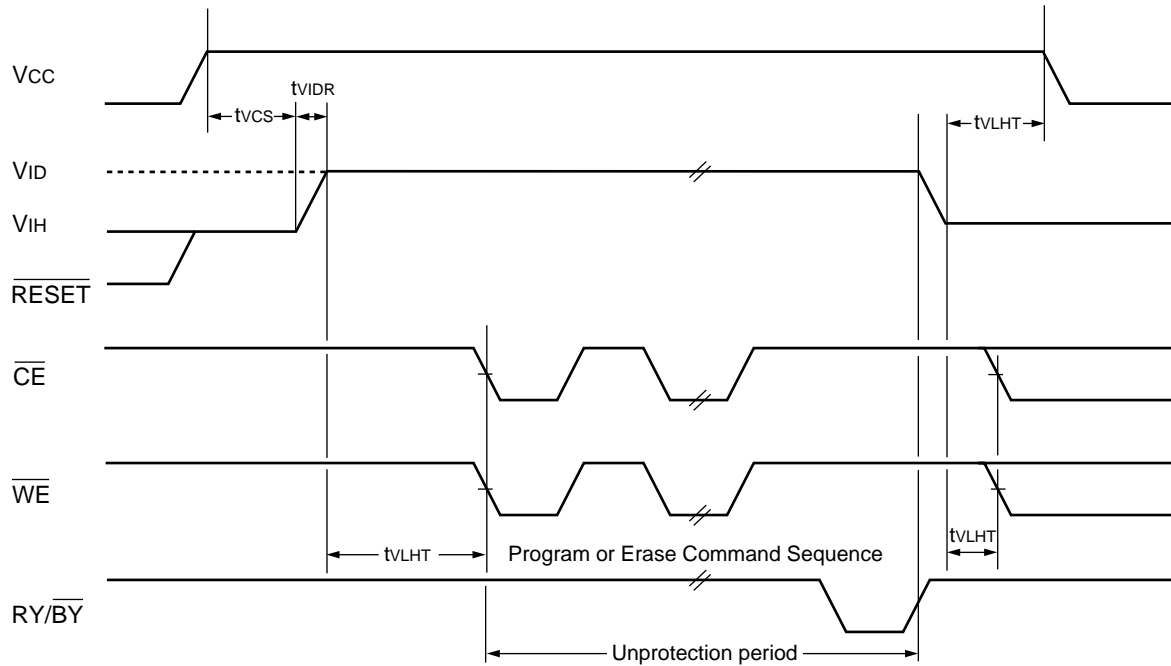 VCC
tVIDR
tVCS
tVLHT
VID
VIH
RESET
CE
WE
tVLHT
Program or Erase Command Sequence
tVLHT
RY/BY
Unprotection period